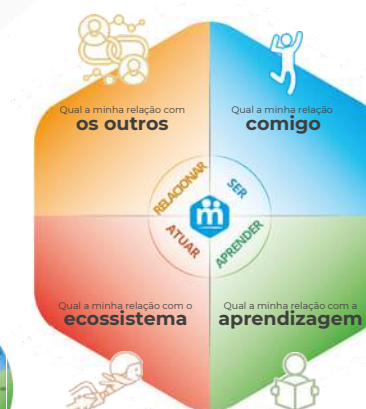 Qual a minha relação com
os outros
Qual a minha relação
comigo
RELACIONAR
SER
m
ATUAR
APRENDER
Qual a minha relação com o
ecossistema
Qual a minha relação com a
aprendizagem